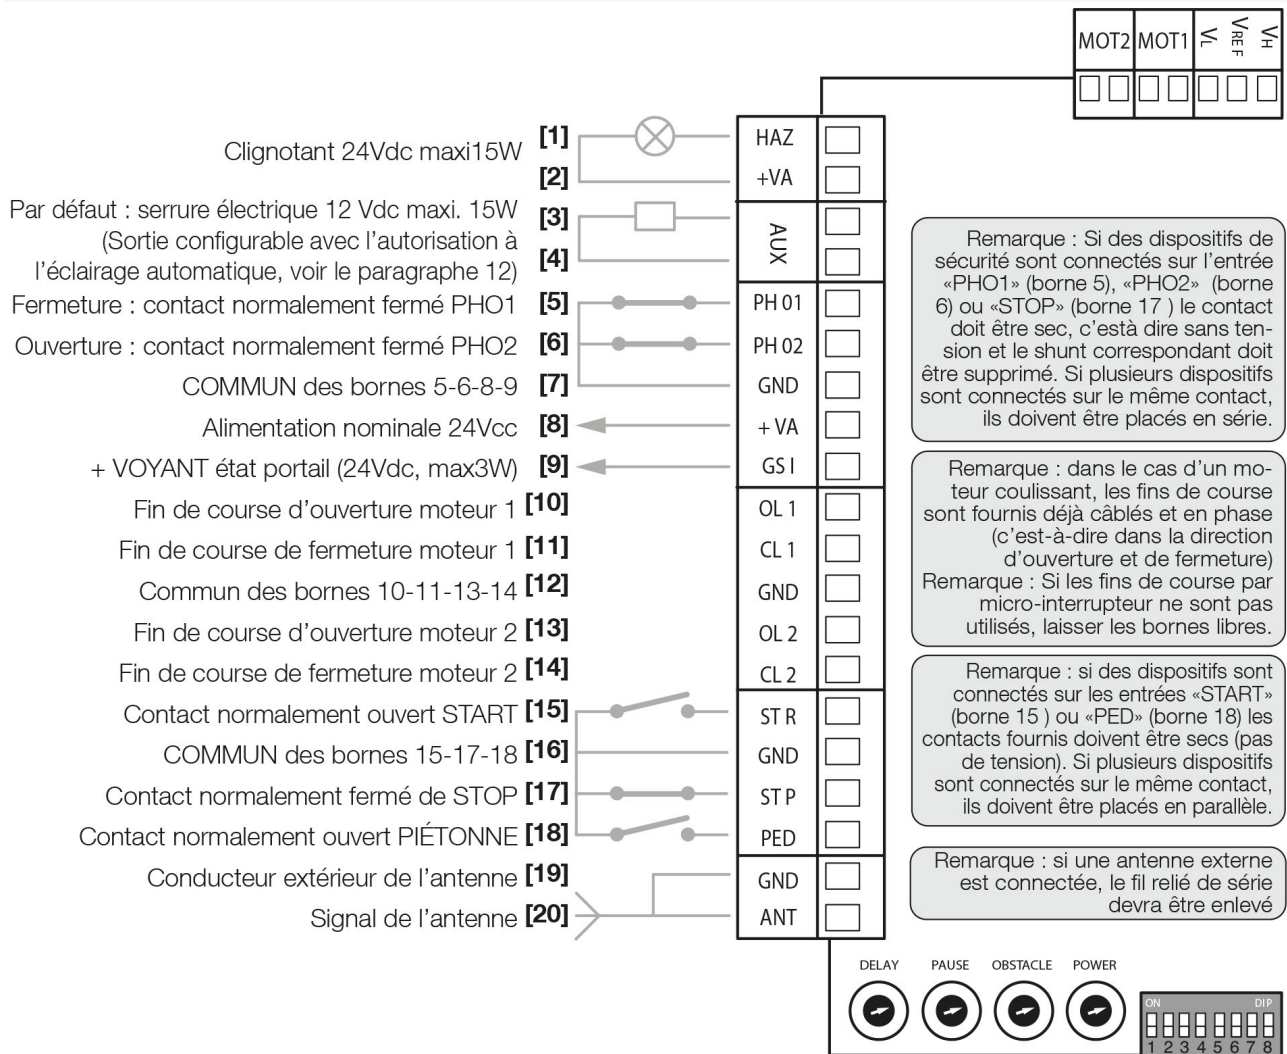 MOT2 MOT1 VL VREF VH
Clignotant 24Vdc maxi15W
[1] HAZ
[2] +VA
Par défaut : serrure électrique 12 Vdc maxi. 15W
(Sortie configurable avec l'autorisation à
l'éclairage automatique, voir le paragraphe 12)
[3]
[4]
AUX
Fermeture : contact normalement fermé PHO1 [5] PH 01
Ouverture : contact normalement fermé PHO2 [6] PH 02
COMMUN des bornes 5-6-8-9 [7] GND
Alimentation nominale 24Vcc [8] + VA
+ VOYANT état portail (24Vdc, max3W) [9] GS I
Fin de course d'ouverture moteur 1 [10] OL 1
Fin de course de fermeture moteur 1 [11] CL 1
Commun des bornes 10-11-13-14 [12] GND
Fin de course d'ouverture moteur 2 [13] OL 2
Fin de course de fermeture moteur 2 [14] CL 2
Contact normalement ouvert START [15] ST R
COMMUN des bornes 15-17-18 [16] GND
Contact normalement fermé de STOP [17] ST P
Contact normalement ouvert PIÉTONNE [18] PED
Conducteur extérieur de l'antenne [19] GND
Signal de l'antenne [20] ANT
Remarque : Si des dispositifs de
sécurité sont connectés sur l'entrée
«PHO1» (borne 5), «PHO2» (borne
6) ou «STOP» (borne 17 ) le contact
doit être sec, c'està dire sans ten-
sion et le shunt correspondant doit
être supprimé. Si plusieurs dispositifs
sont connectés sur le même contact,
ils doivent être placés en série.
Remarque : dans le cas d'un mo-
teur coulissant, les fins de course
sont fournis déjà câblés et en phase
(c'est-à-dire dans la direction
d'ouverture et de fermeture)
Remarque : Si les fins de course par
micro-interrupteur ne sont pas
utilisés, laisser les bornes libres.
Remarque : si des dispositifs sont
connectés sur les entrées «START»
(borne 15 ) ou «PED» (borne 18) les
contacts fournis doivent être secs (pas
de tension). Si plusieurs dispositifs
sont connectés sur le même contact,
ils doivent être placés en parallèle.
Remarque : si une antenne externe
est connectée, le fil relié de série
devra être enlevé
DELAY PAUSE OBSTACLE POWER
ON DIP
1 2 3 4 5 6 7 8